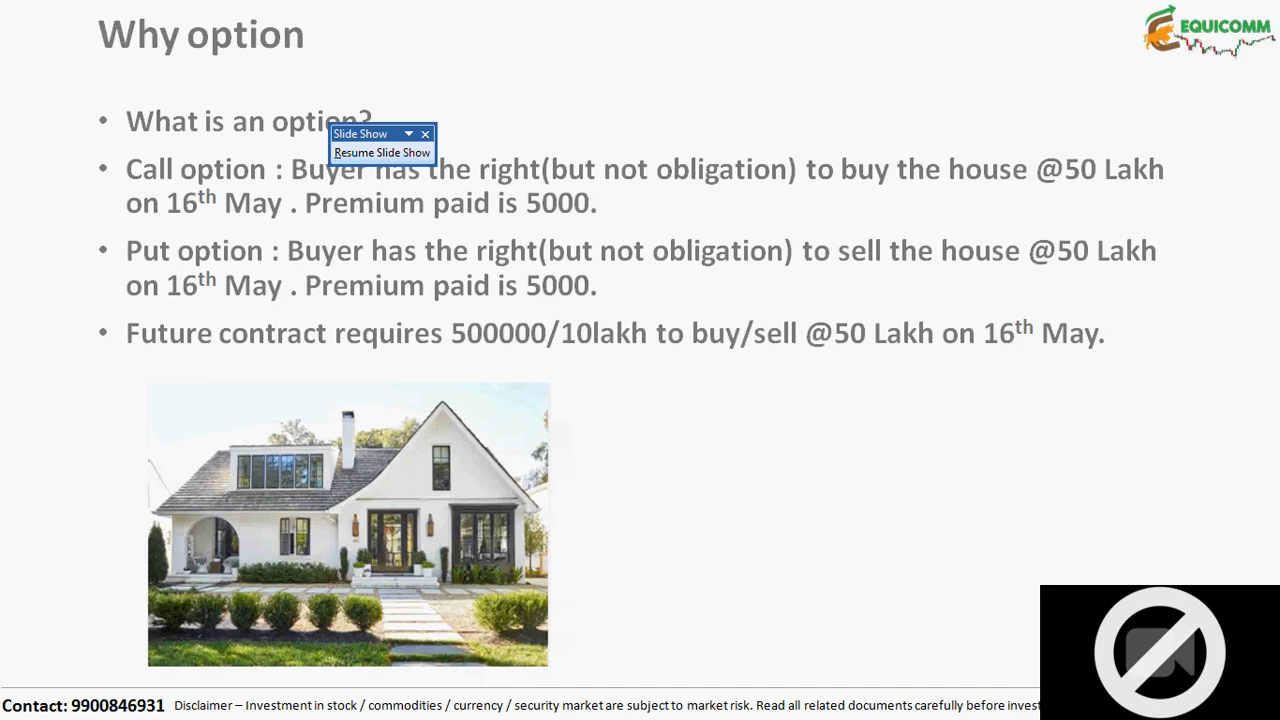 Why option
EQUICOMM
• What is an option?
Slide Show
Resume Slide Show
• Call option : Buyer has the right(but not obligation) to buy the house @50 Lakh
on 16th May . Premium paid is 5000.
• Put option : Buyer has the right(but not obligation) to sell the house @50 Lakh
on 16th May . Premium paid is 5000.
• Future contract requires 500000/10lakh to buy/sell @50 Lakh on 16th May.
Contact: 9900846931 Disclaimer – Investment in stock / commodities / currency / security market are subject to market risk. Read all related documents carefully before invest